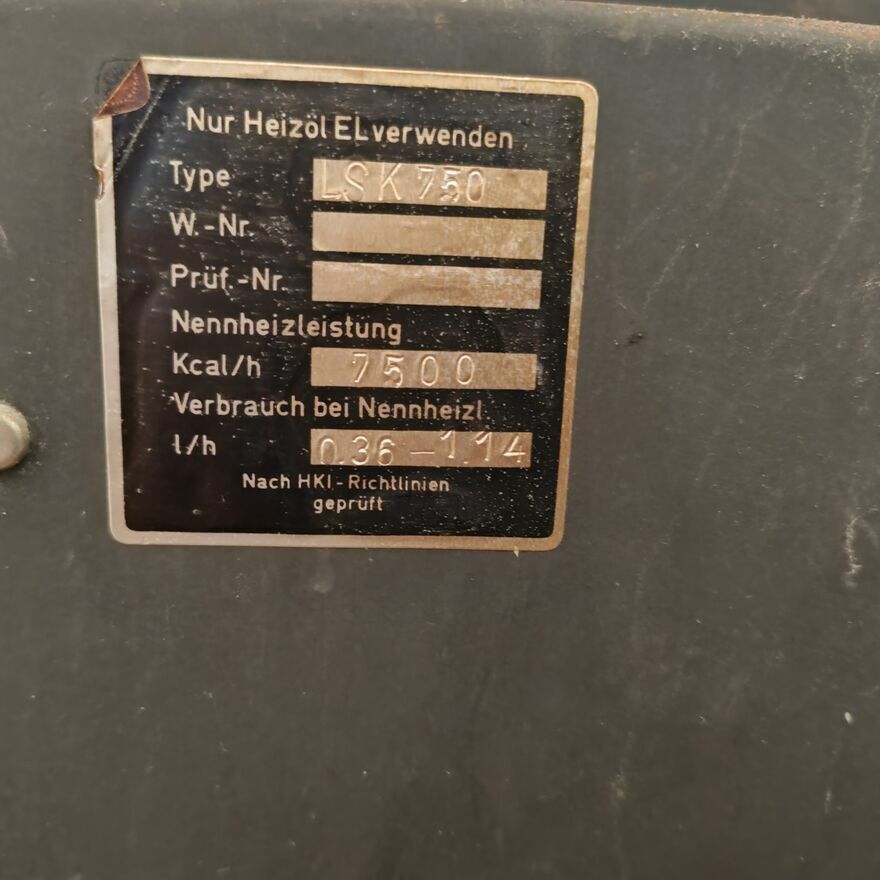 Nur Heizöl EL verwenden
Type LSK 750
W.-Nr.
Prüf.-Nr.
Nennheizleistung
Kcal/h 7500
Verbrauch bei Nennheizl.
l/h 0.36-1.14
Nach HKI-Richtlinien
geprüft